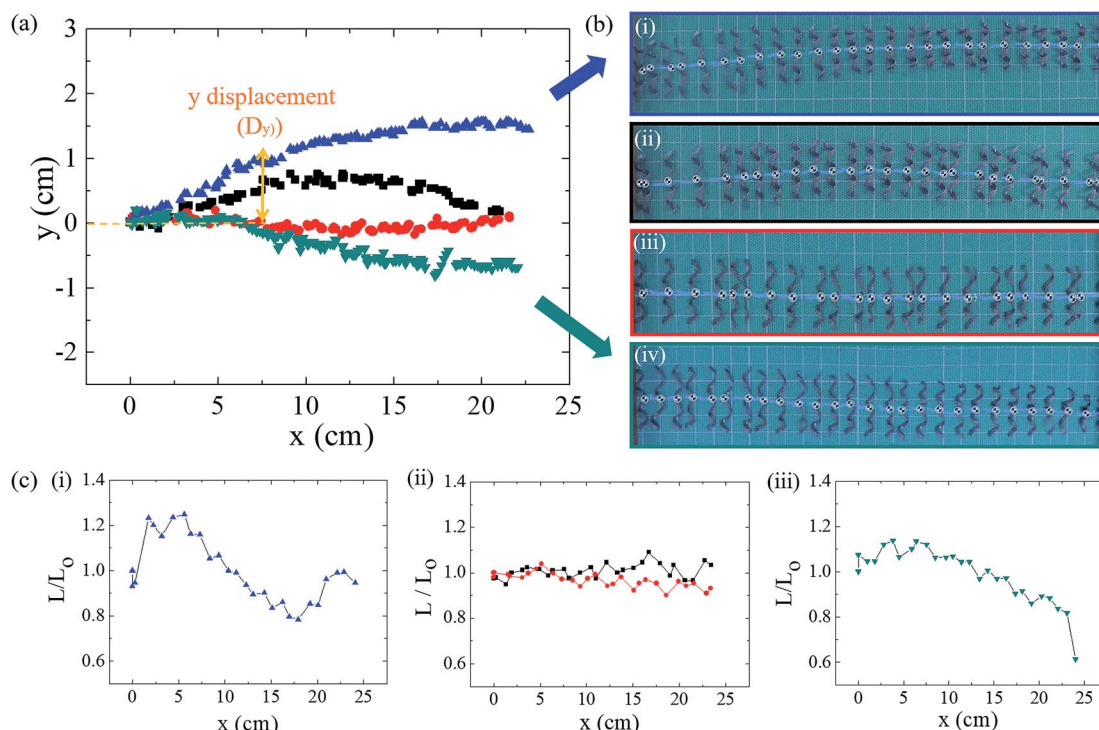 (a)
3
2
1
0
-1
-2
y (cm)
0 5 10 15 20 25
x (cm)
y displacement
(Dy))
(b)
(i)
(ii)
(iii)
(iv)
(c) (i)
1.4
1.2
1.0
0.8
0.6
L/Lo
0 5 10 15 20 25
x (cm)
(ii)
1.4
1.2
1.0
0.8
0.6
L / Lo
0 5 10 15 20 25
x (cm)
(iii)
1.4
1.2
1.0
0.8
0.6
L/Lo
0 5 10 15 20 25
x (cm)